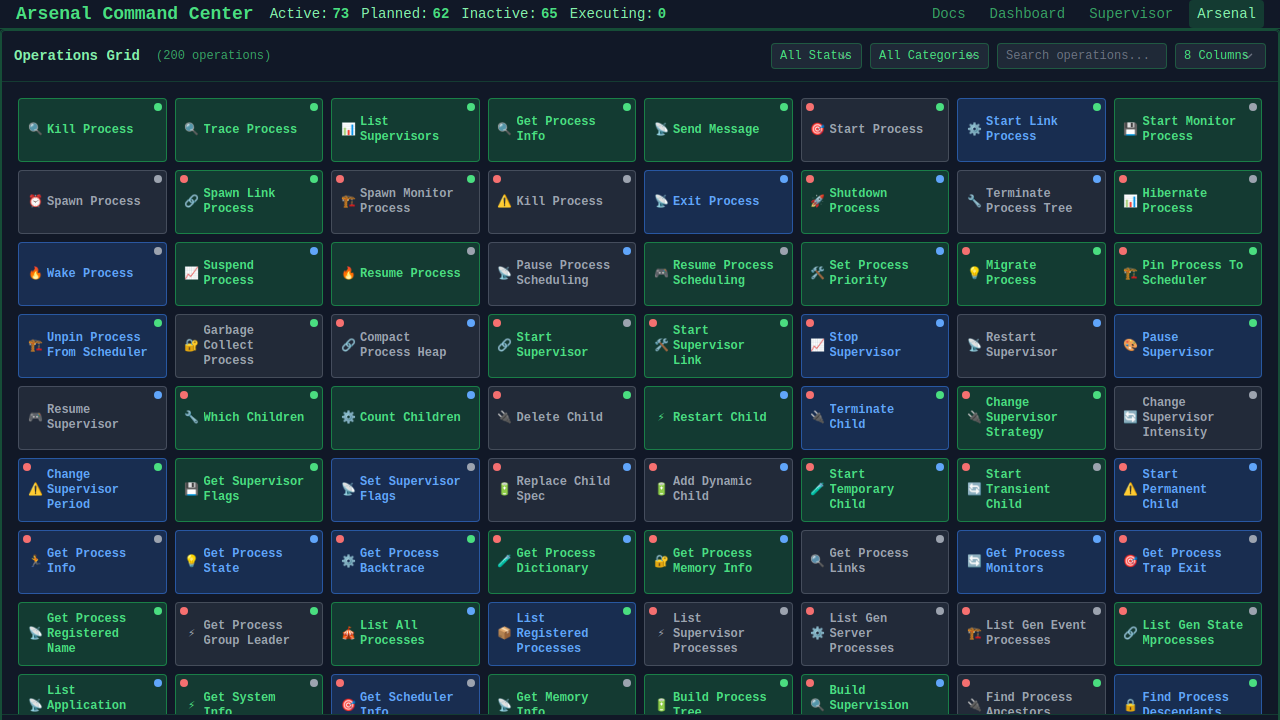 Arsenal Command Center Active: 73 Planned: 62 Inactive: 65 Executing: 0 Docs Dashboard Supervisor Arsenal
Operations Grid (200 operations) All Status All Categories Search operations... 8 Columns
Kill Process
Trace Process
List
Supervisors
Get Process
Info
Send Message
Start Process
Start Link
Process
Start Monitor
Process
Spawn Process
Spawn Link
Process
Spawn Monitor
Process
Kill Process
Exit Process
Shutdown
Process
Terminate
Process Tree
Hibernate
Process
Wake Process
Suspend
Process
Resume Process
Pause Process
Scheduling
Resume Process
Scheduling
Set Process
Priority
Migrate
Process
Pin Process To
Scheduler
Unpin Process
From Scheduler
Garbage
Collect
Process
Compact
Process Heap
Start
Supervisor
Start
Supervisor
Link
Stop
Supervisor
Restart
Supervisor
Pause
Supervisor
Resume
Supervisor
Which Children
Count Children
Delete Child
Restart Child
Terminate
Child
Change
Supervisor
Strategy
Change
Supervisor
Intensity
Change
Supervisor
Period
Get Supervisor
Flags
Set Supervisor
Flags
Replace Child
Spec
Add Dynamic
Child
Start
Temporary
Child
Start
Transient
Child
Start
Permanent
Child
Get Process
Info
Get Process
State
Get Process
Backtrace
Get Process
Dictionary
Get Process
Memory Info
Get Process
Links
Get Process
Monitors
Get Process
Trap Exit
Get Process
Registered
Name
Get Process
Group Leader
List All
Processes
List
Registered
Processes
List
Supervisor
Processes
List Gen
Server
Processes
List Gen Event
Processes
List Gen State
Mprocesses
List
Application
Get System
Info
Get Scheduler
Info
Get Memory
Info
Build Process
Tree
Build
Supervision
Find Process
Ancestors
Find Process
Descendants